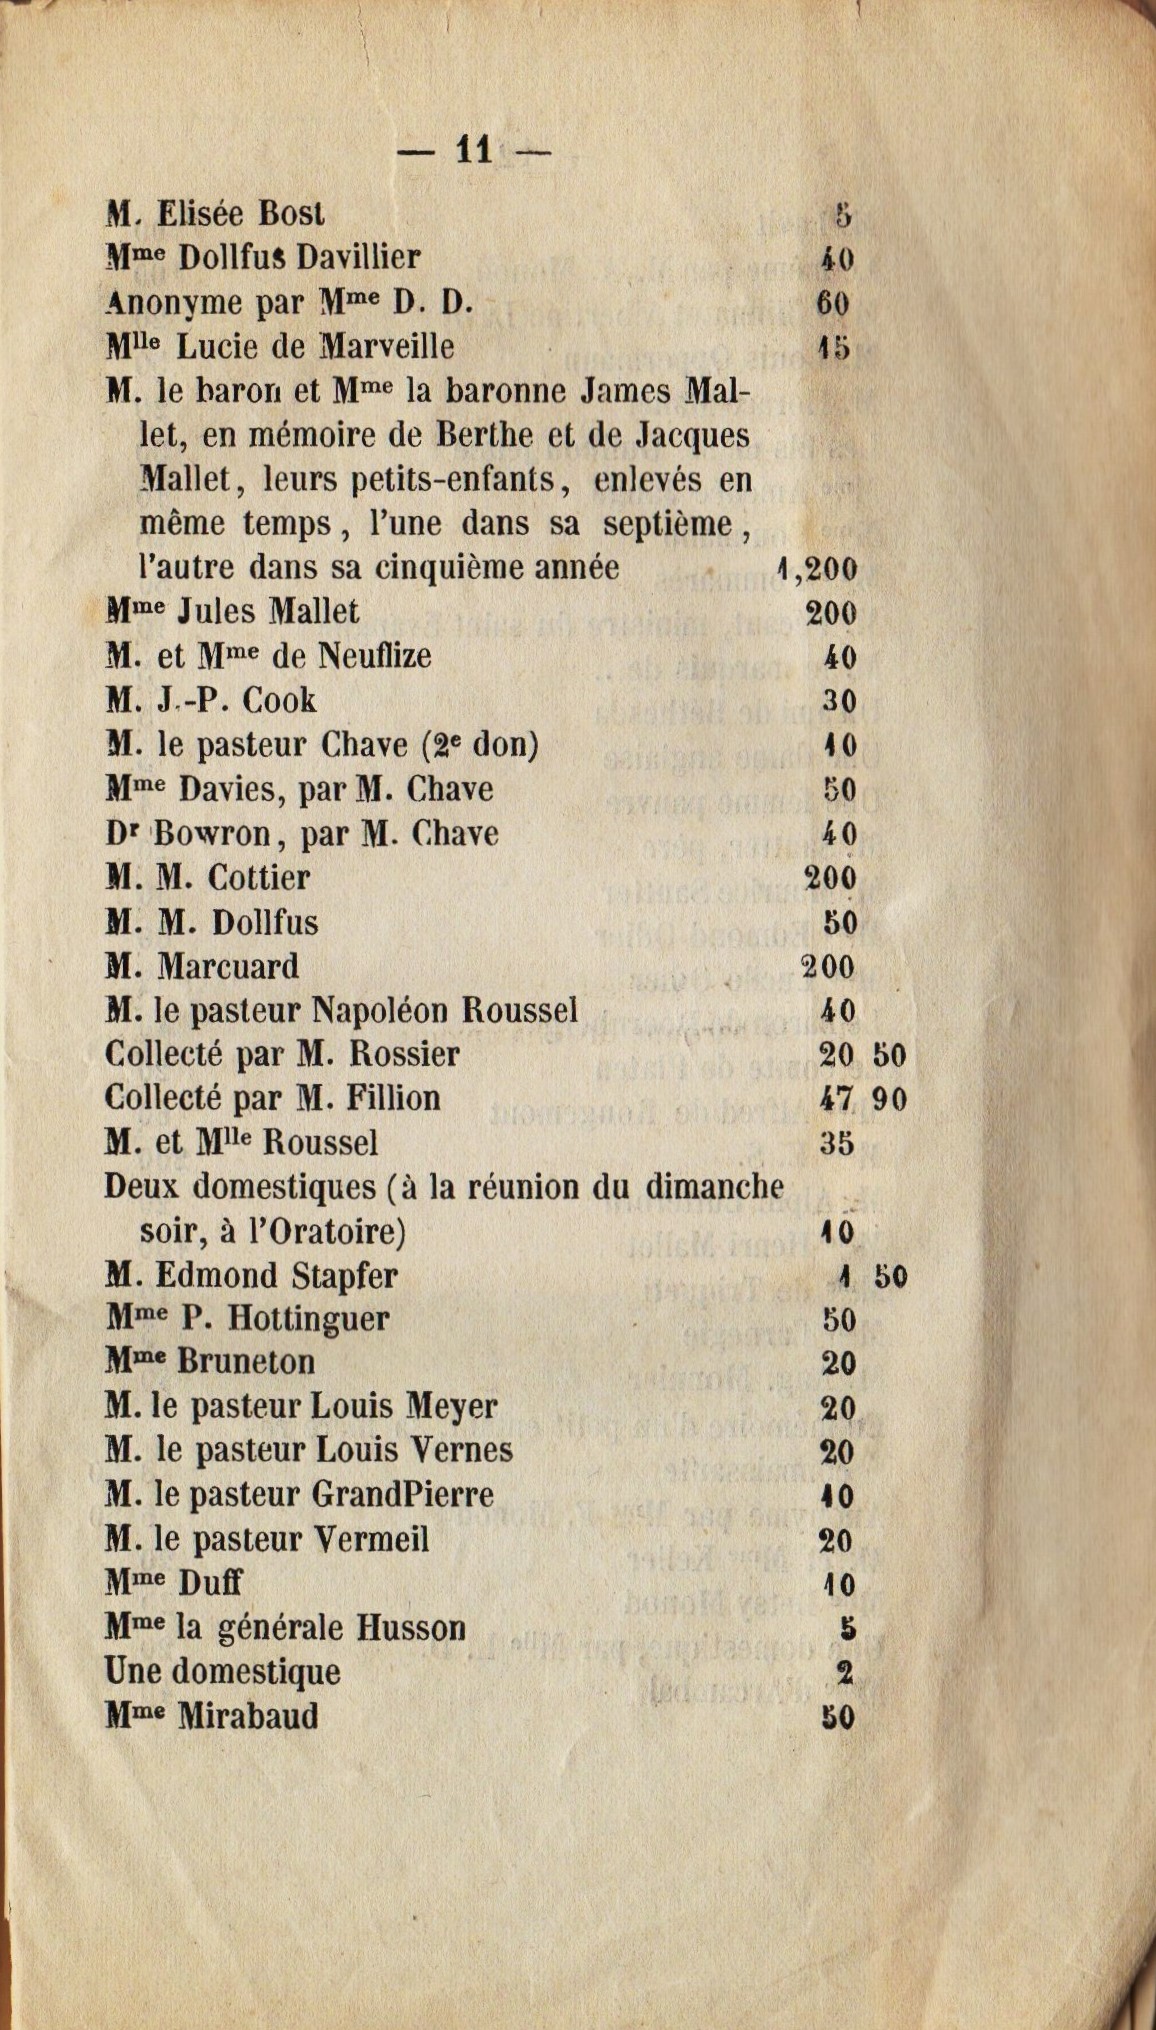 — 11 —
M. Elisée Bost 5
Mme Dollfus Davillier 40
Anonyme par Mme D. D. 60
Mlle Lucie de Marveille 15
M. le baron et Mme la baronne James Mal-
let, en mémoire de Berthe et de Jacques
Mallet, leurs petits-enfants, enlevés en
même temps, l'une dans sa septième,
l'autre dans sa cinquième année 1,200
Mme Jules Mallet 200
M. et Mme de Neuflize 40
M. J.-P. Cook 30
M. le pasteur Chave (2e don) 10
Mme Davies, par M. Chave 50
Dr Bowron, par M. Chave 40
M. M. Cottier 200
M. M. Dollfus 50
M. Marcuard 200
M. le pasteur Napoléon Roussel 40
Collecté par M. Rossier 20 50
Collecté par M. Fillion 47 90
M. et Mlle Roussel 35
Deux domestiques (à la réunion du dimanche
soir, à l'Oratoire) 10
M. Edmond Stapfer 1 50
Mme P. Hottinguer 50
Mme Bruneton 20
M. le pasteur Louis Meyer 20
M. le pasteur Louis Vernes 20
M. le pasteur GrandPierre 10
M. le pasteur Vermeil 20
Mme Duff 10
Mme la générale Husson 5
Une domestique 2
Mme Mirabaud 50